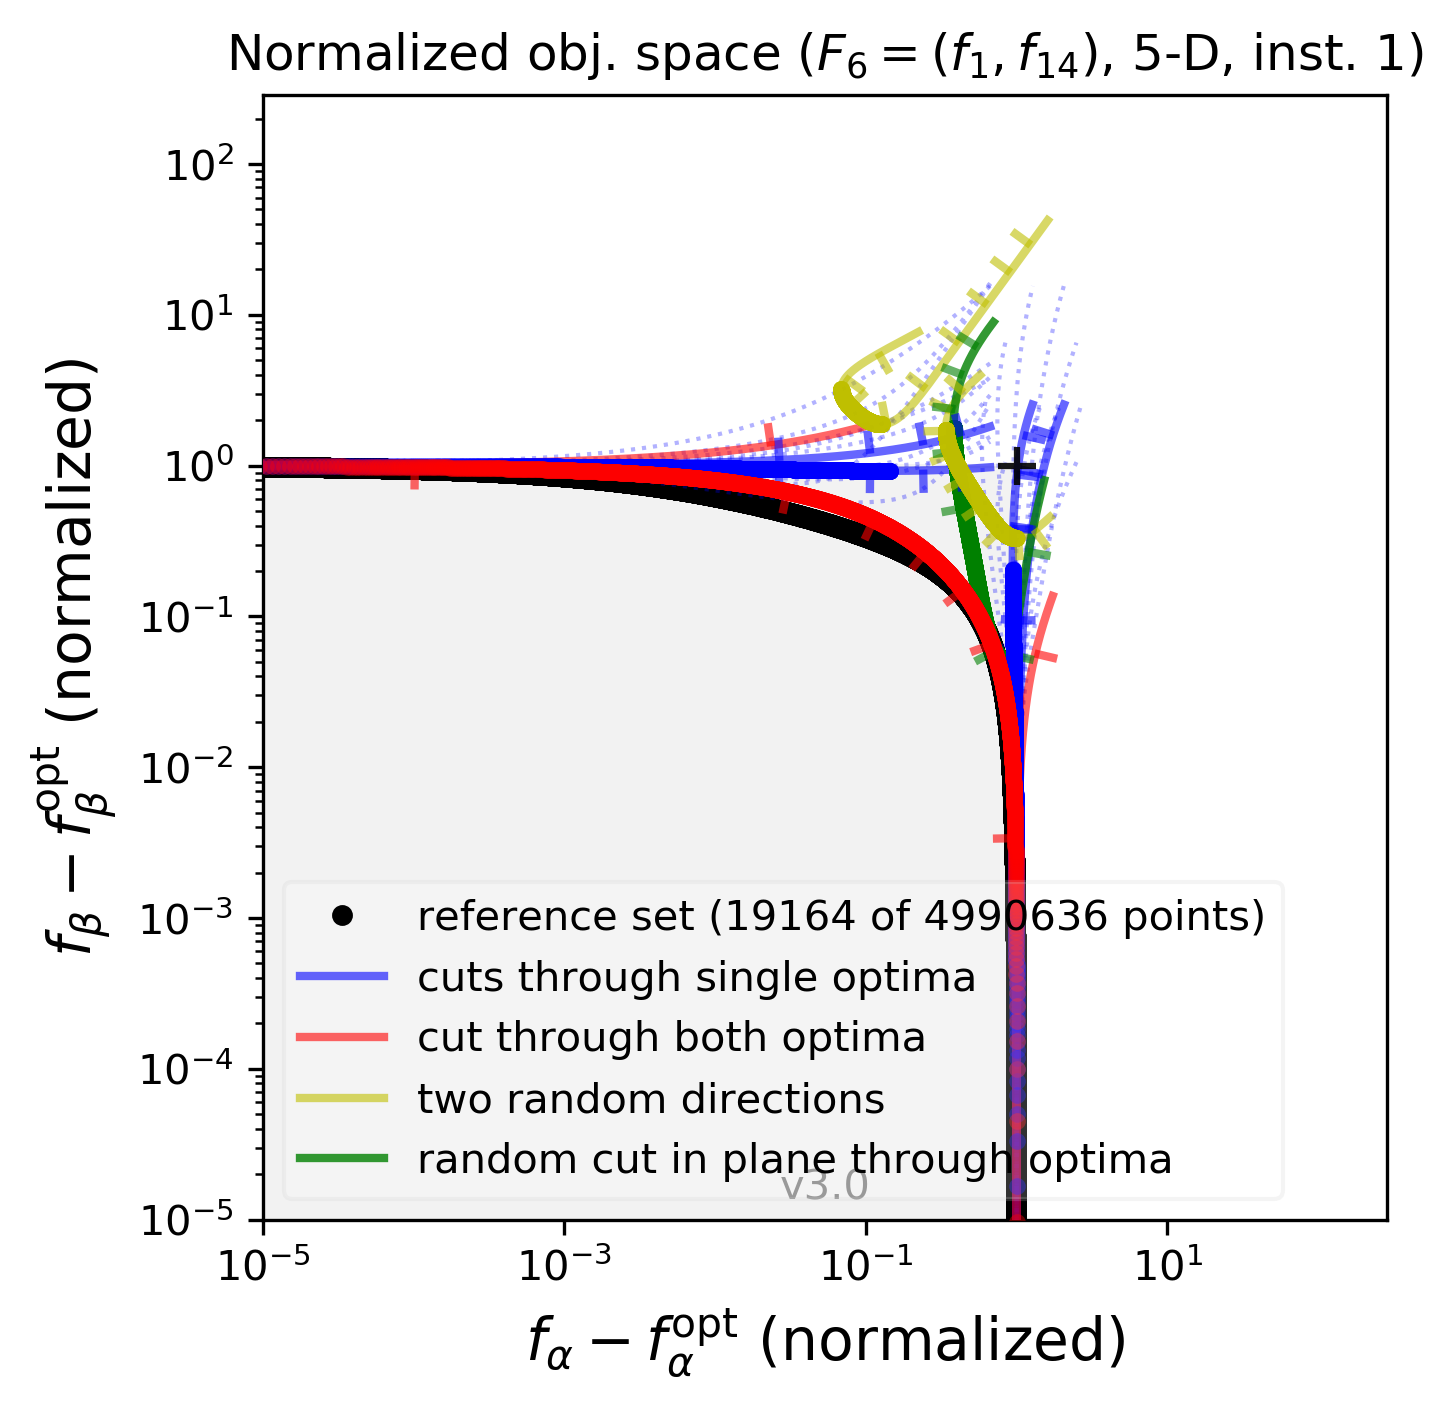 Normalized obj. space (F₆ = (f₁, f₁₄), 5-D, inst. 1)
10²
10¹
10⁰
10⁻¹
10⁻²
10⁻³
10⁻⁴
10⁻⁵
f_β − f_β^opt (normalized)
reference set (19164 of 4990636 points)
cuts through single optima
cut through both optima
two random directions
random cut in plane through optima
v3.0
10⁻⁵ 10⁻³ 10⁻¹ 10¹
f_α − f_α^opt (normalized)